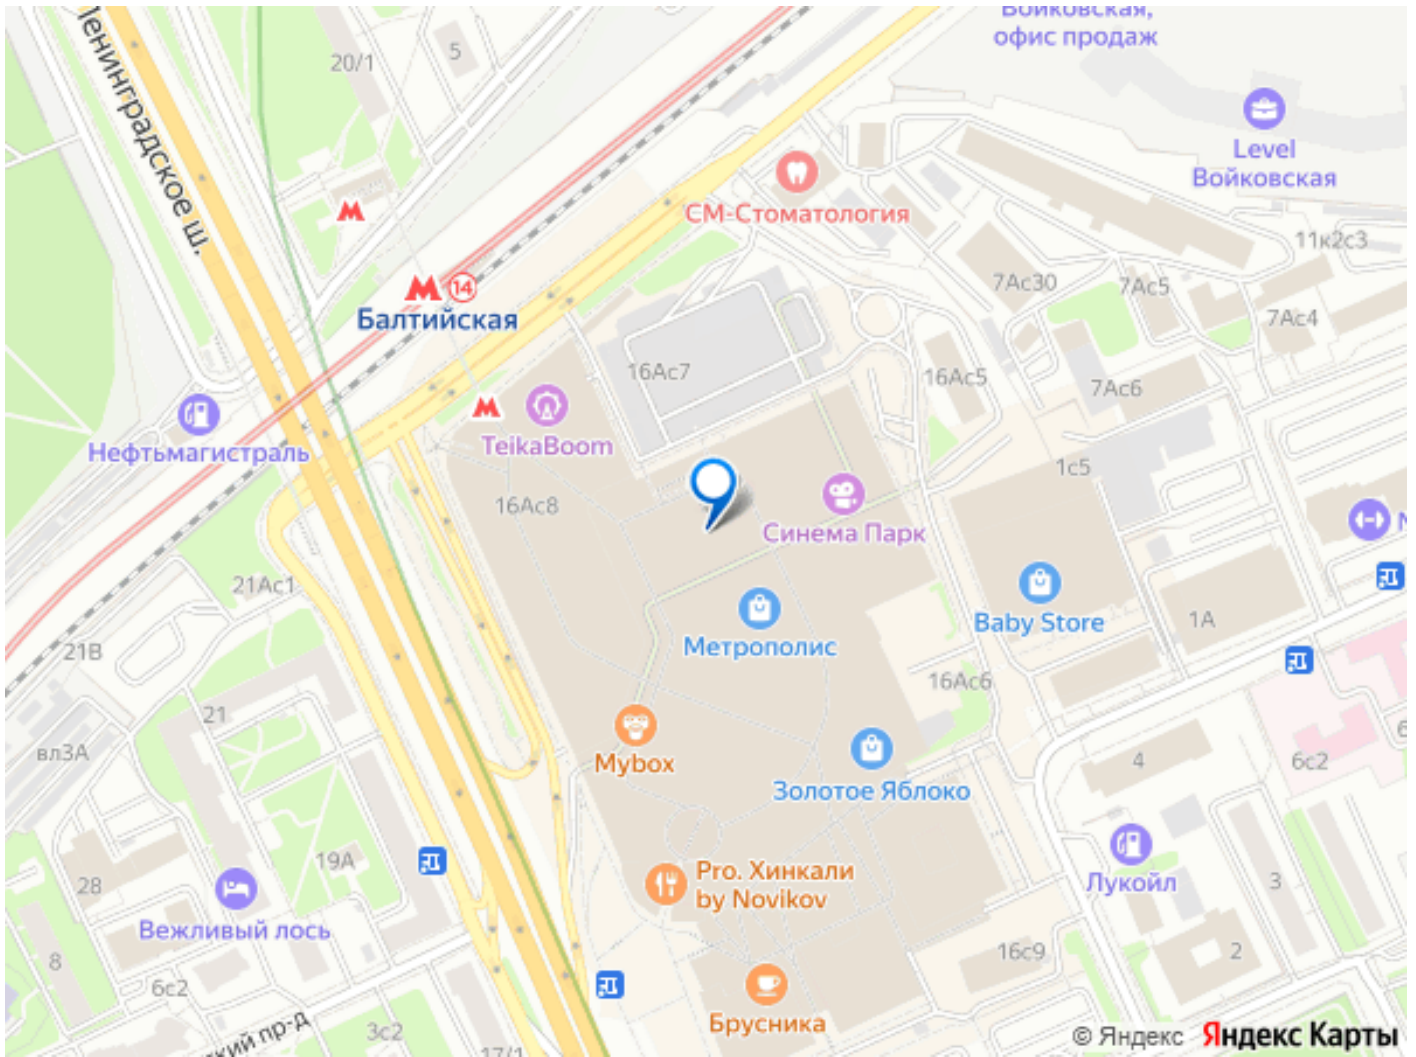 Войковская,
офис продаж
Ленинградское ш.
20/1
5
Level
Войковская
СМ-Стоматология
11к2с3
7Ас30
7Ас5
7Ас4
14
Балтийская
16Ас7
16Ас5
7Ас6
TeikaBoom
Нефтьмагистраль
1с5
16Ас8
Синема Парк
N
21Ас1
Baby Store
1А
Метрополис
21В
16Ас6
21
вл3А
Mybox
4
6с2
Золотое Яблоко
19А
Pro. Хинкали
by Novikov
28
Лукойл
3
Вежливый лось
8
16с9
2
6с2
Брусника
3с2
кий пр-д
17/1
© Яндекс Яндекс Карты